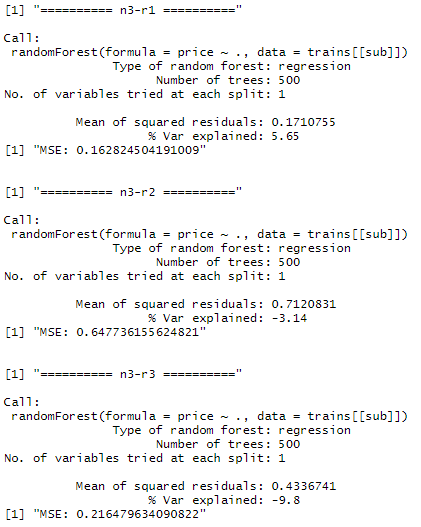 [1] "========== n3-r1 =========="
Call:
randomForest(formula = price ~ ., data = trains[[sub]])
Type of random forest: regression
Number of trees: 500
No. of variables tried at each split: 1
Mean of squared residuals: 0.1710755
% Var explained: 5.65
[1] "MSE: 0.162824504191009"
[1] "========== n3-r2 =========="
Call:
randomForest(formula = price ~ ., data = trains[[sub]])
Type of random forest: regression
Number of trees: 500
No. of variables tried at each split: 1
Mean of squared residuals: 0.7120831
% Var explained: -3.14
[1] "MSE: 0.647736155624821"
[1] "========== n3-r3 =========="
Call:
randomForest(formula = price ~ ., data = trains[[sub]])
Type of random forest: regression
Number of trees: 500
No. of variables tried at each split: 1
Mean of squared residuals: 0.4336741
% Var explained: -9.8
[1] "MSE: 0.216479634090822"